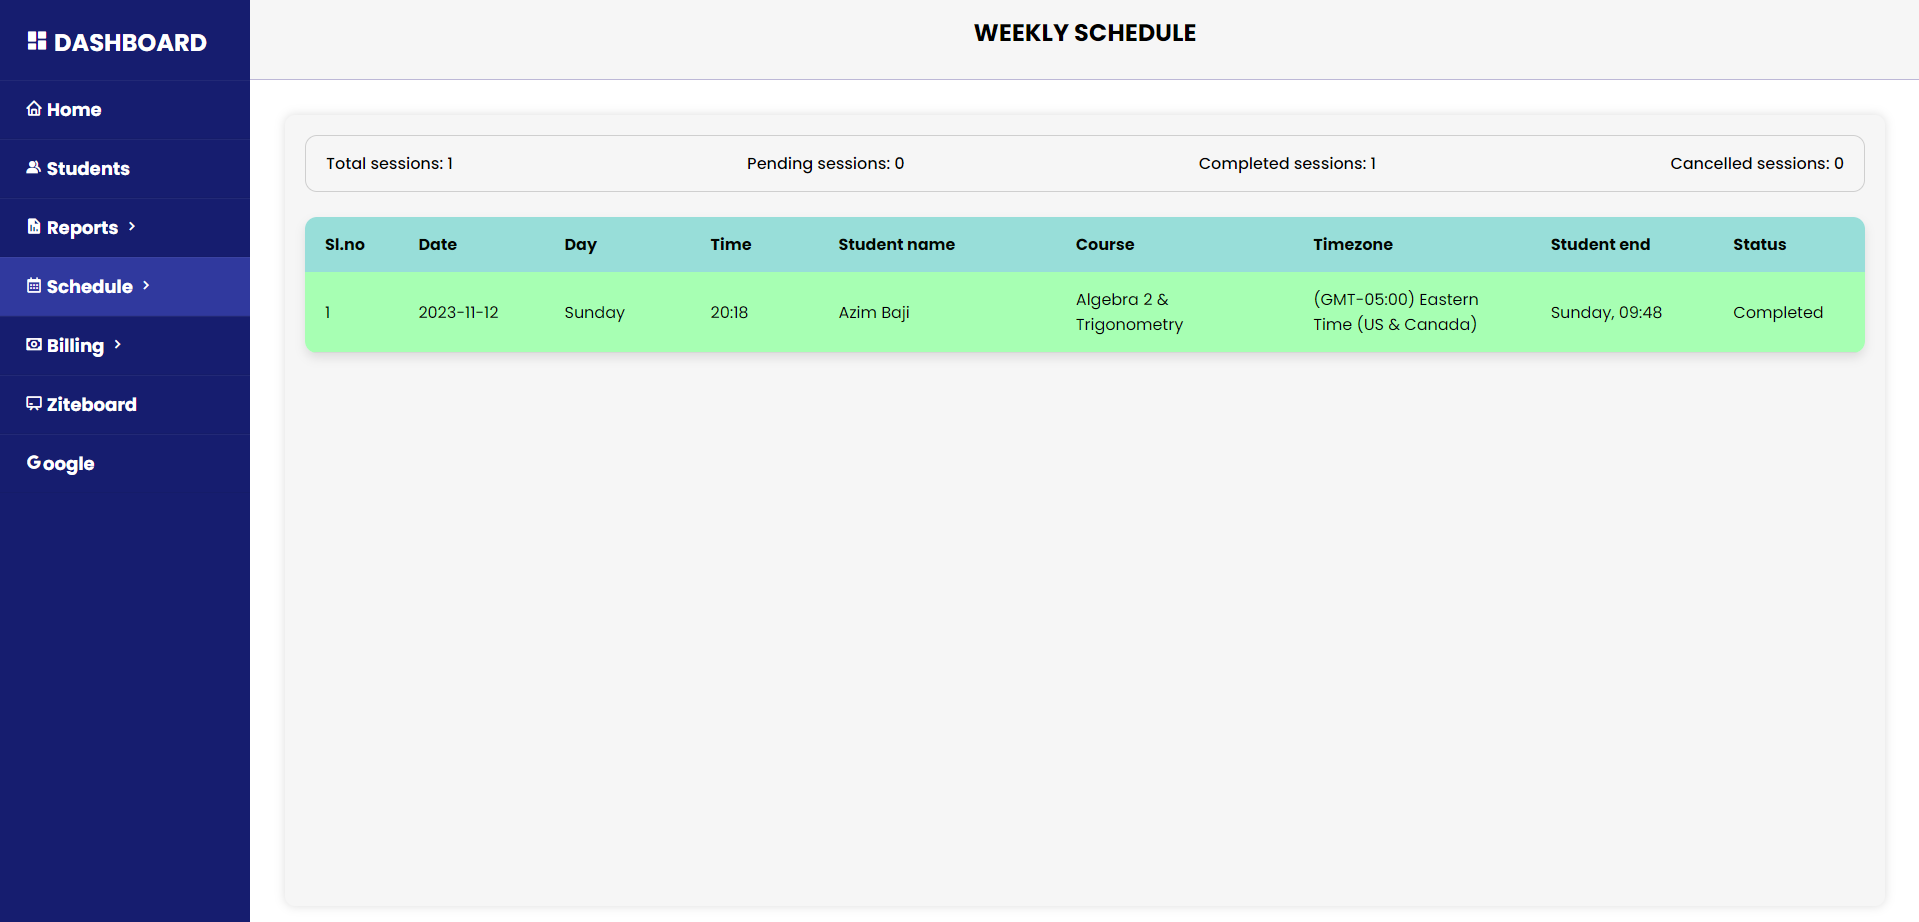 DASHBOARD
Home
Students
Reports
Schedule
Billing
Ziteboard
Google
WEEKLY SCHEDULE
Total sessions: 1 Pending sessions: 0 Completed sessions: 1 Cancelled sessions: 0
Sl.no Date Day Time Student name Course Timezone Student end Status
1 2023-11-12 Sunday 20:18 Azim Baji Algebra 2 & Trigonometry (GMT-05:00) Eastern Time (US & Canada) Sunday, 09:48 Completed